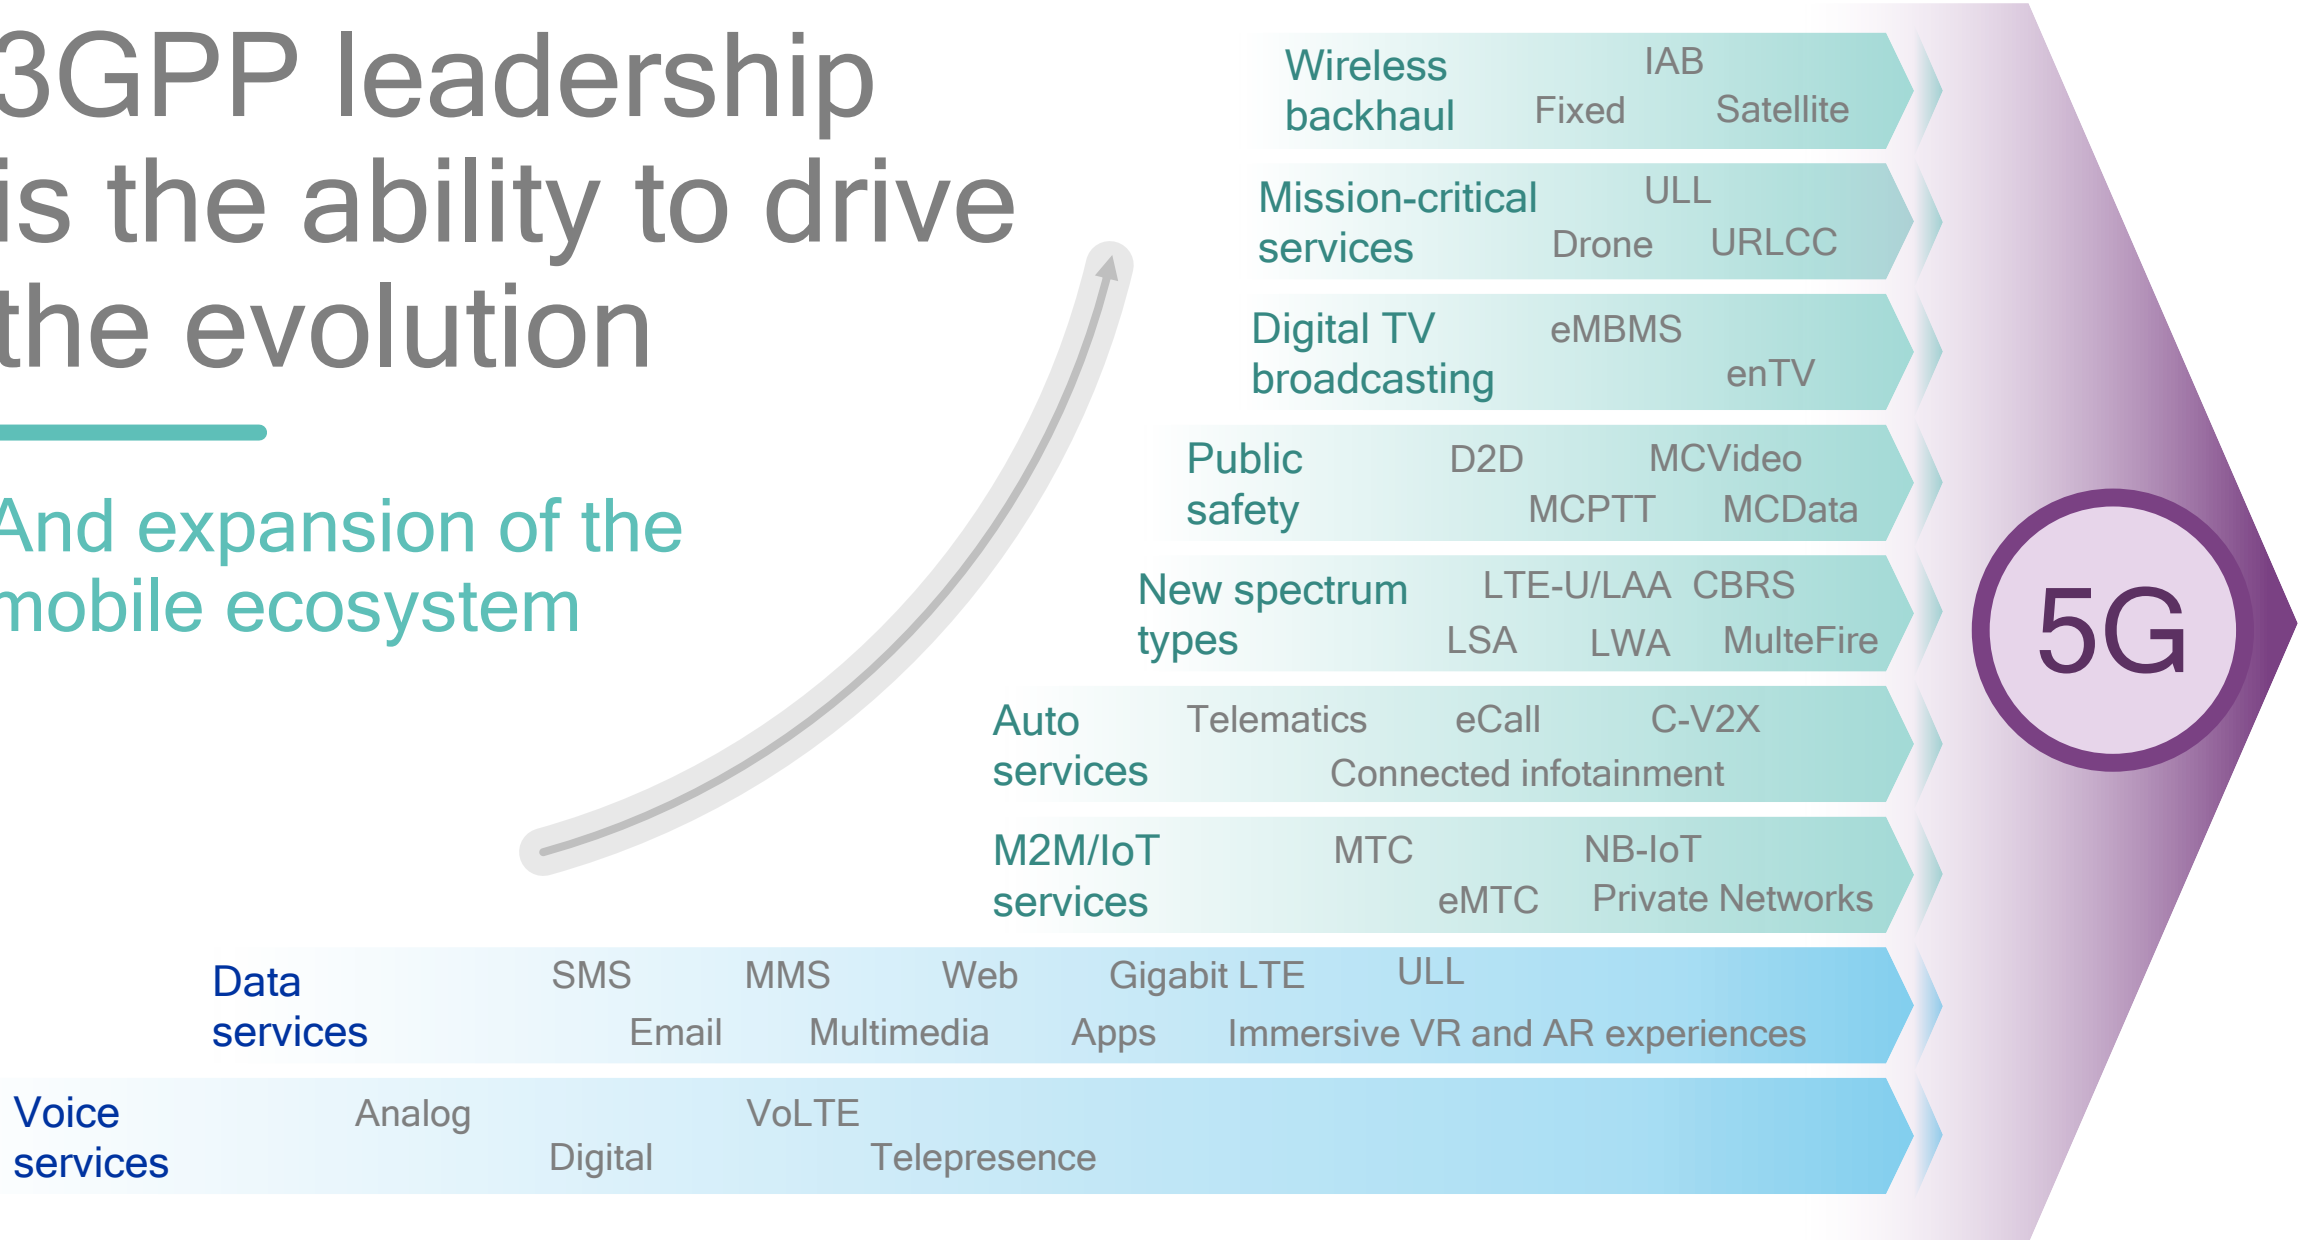 3GPP leadership
is the ability to drive
the evolution
And expansion of the
mobile ecosystem
Wireless
backhaul
IAB
Fixed Satellite
Mission-critical
services
ULL
Drone URLCC
Digital TV
broadcasting
eMBMS
enTV
Public
safety
D2D MCVideo
MCPTT MCData
New spectrum
types
LTE-U/LAA CBRS
LSA LWA MulteFire
Auto
services
Telematics eCall C-V2X
Connected infotainment
M2M/IoT
services
MTC NB-IoT
eMTC Private Networks
Data
services
SMS MMS Web Gigabit LTE ULL
Email Multimedia Apps Immersive VR and AR experiences
Voice
services
Analog VoLTE
Digital Telepresence
5G